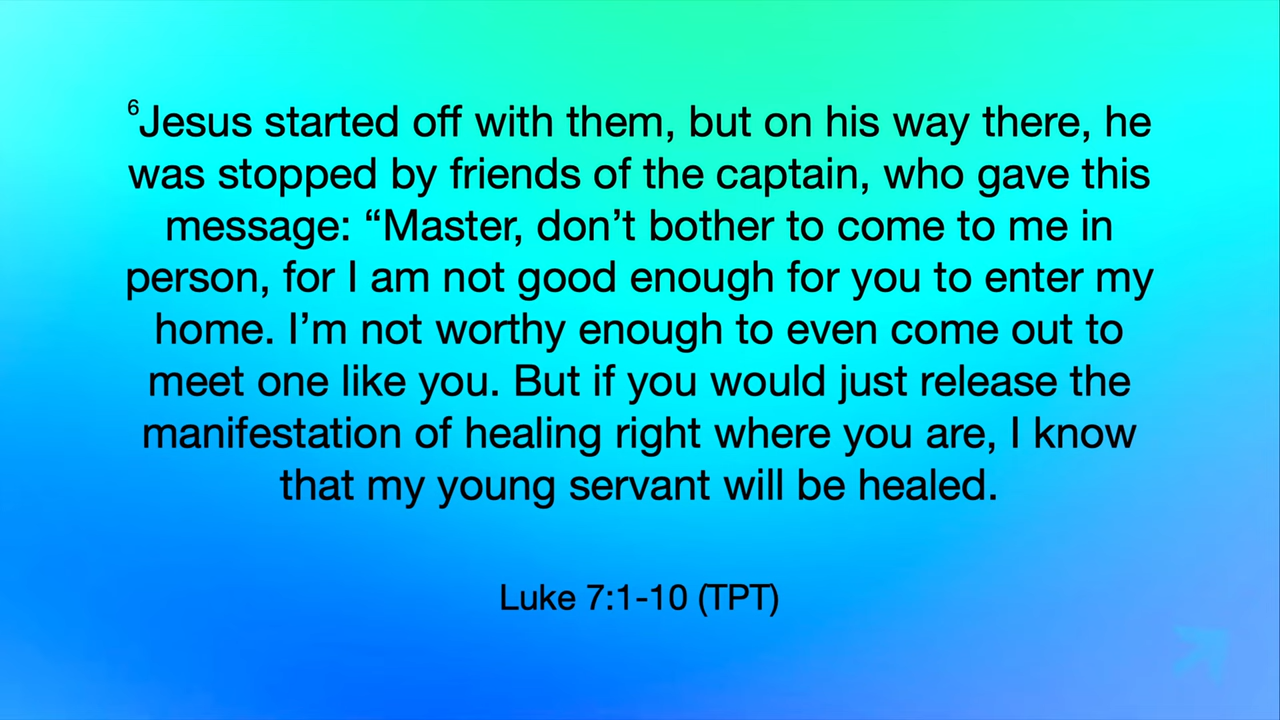 6Jesus started off with them, but on his way there, he
was stopped by friends of the captain, who gave this
message: “Master, don’t bother to come to me in
person, for I am not good enough for you to enter my
home. I’m not worthy enough to even come out to
meet one like you. But if you would just release the
manifestation of healing right where you are, I know
that my young servant will be healed.
Luke 7:1-10 (TPT)